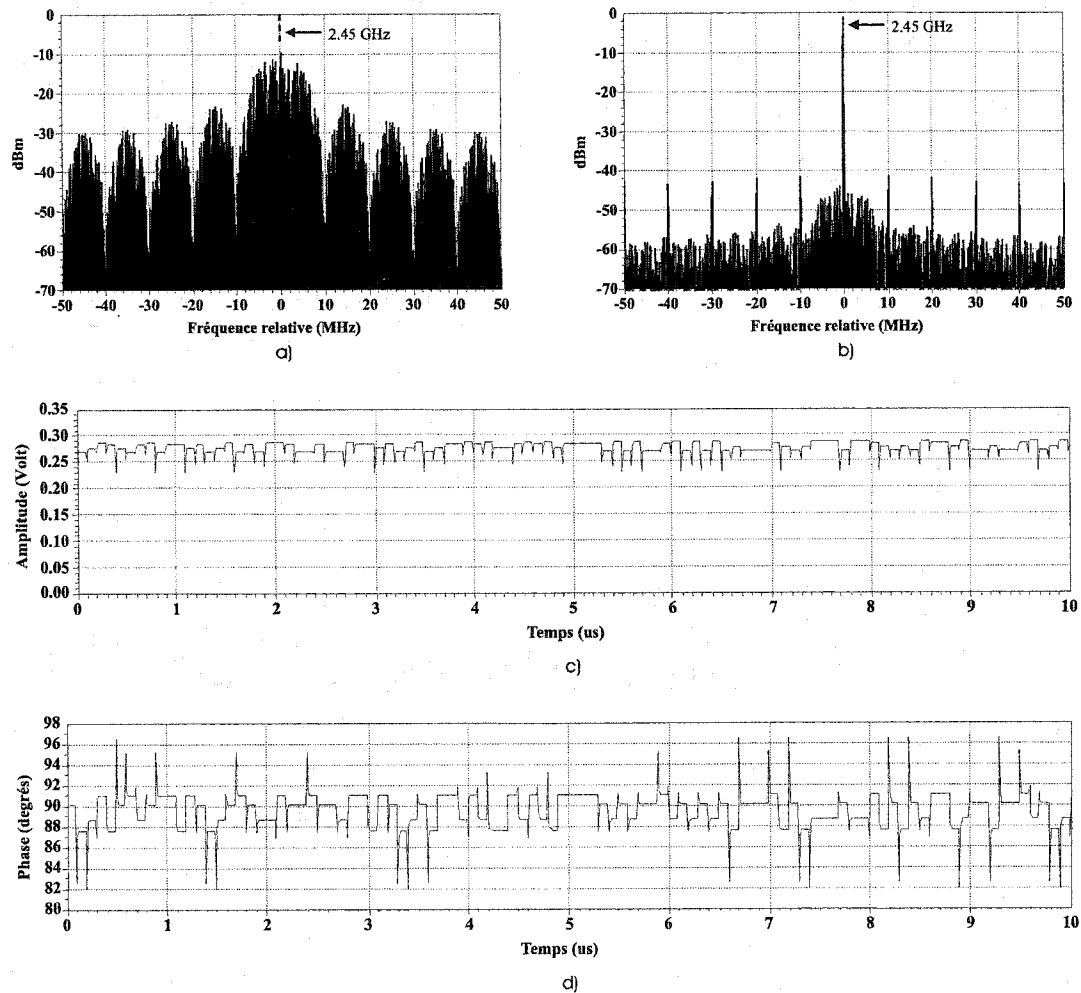 0
-10
-20
-30
-40
-50
-60
-70
dBm
2.45 GHz
-50 -40 -30 -20 -10 0 10 20 30 40 50
Fréquence relative (MHz)
a)
0
-10
-20
-30
-40
-50
-60
-70
dBm
2.45 GHz
-50 -40 -30 -20 -10 0 10 20 30 40 50
Fréquence relative (MHz)
b)
0.35
0.30
0.25
0.20
0.15
0.10
0.05
0.00
Amplitude (Volt)
0 1 2 3 4 5 6 7 8 9 10
Temps (us)
c)
98
96
94
92
90
88
86
84
82
80
Phase (degrés)
0 1 2 3 4 5 6 7 8 9 10
Temps (us)
d)